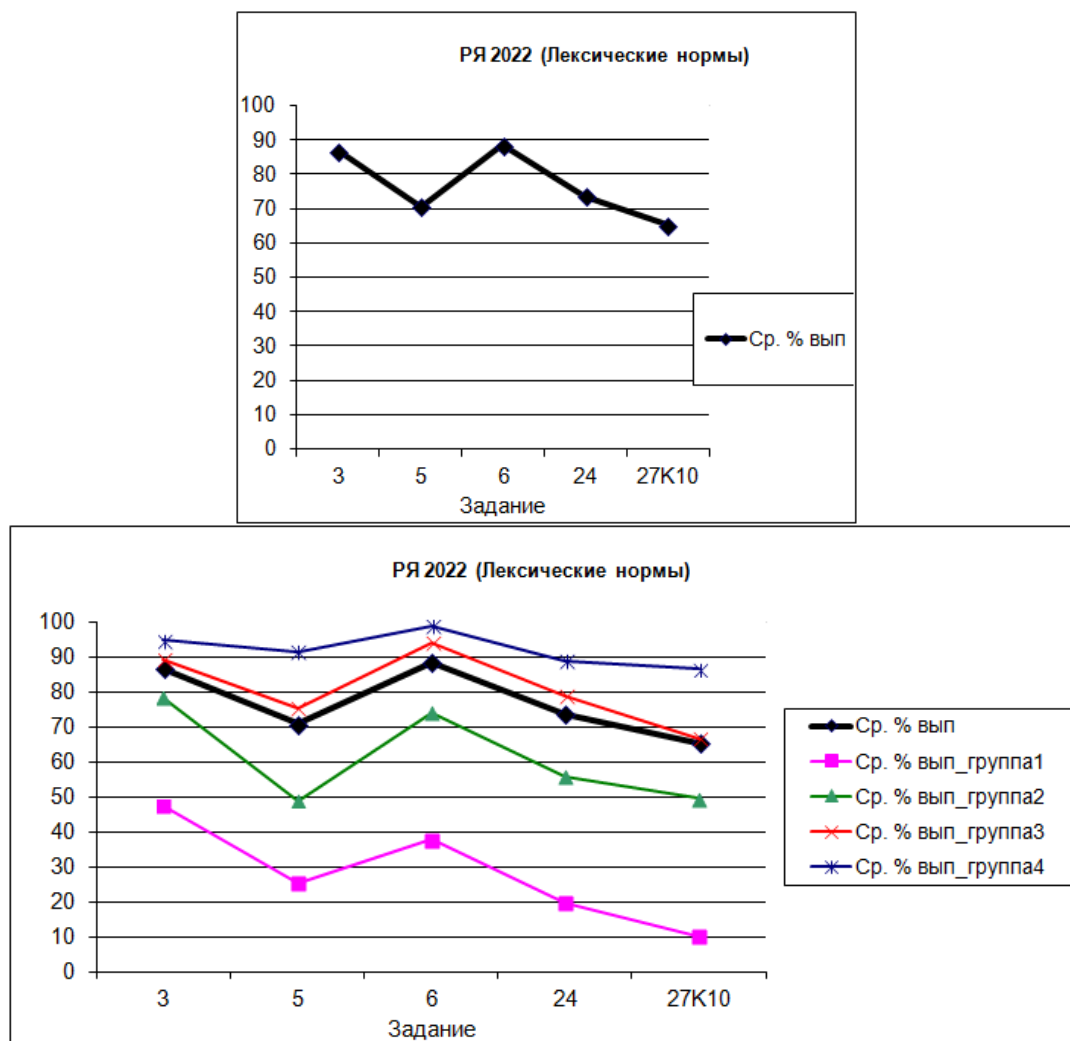 РЯ 2022 (Лексические нормы)
100
90
80
70
60
50
40
30
20
10
0
3 5 6 24 27К10
Задание
Ср. % вып
РЯ 2022 (Лексические нормы)
100
90
80
70
60
50
40
30
20
10
0
3 5 6 24 27К10
Задание
Ср. % вып
Ср. % вып_группа1
Ср. % вып_группа2
Ср. % вып_группа3
Ср. % вып_группа4